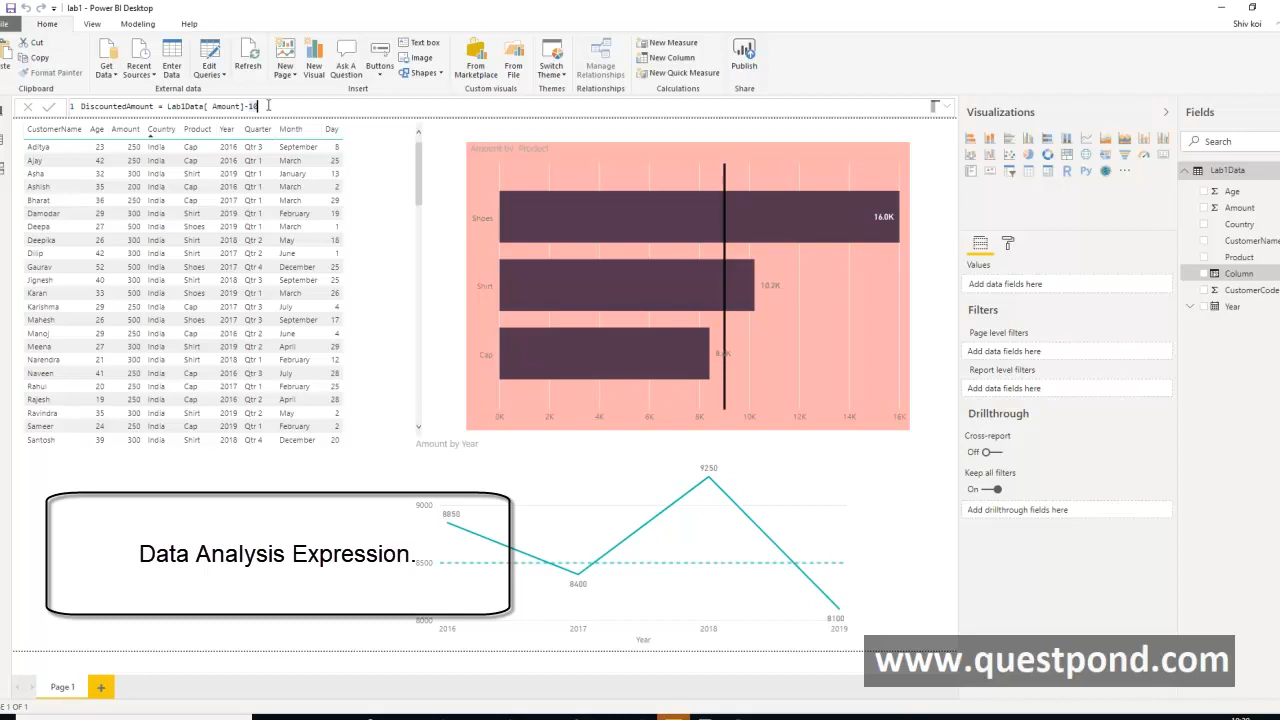 lab1 - Power BI Desktop
Shiv koi
Home View Modeling Help
Cut
Copy
Format Painter
Get Data
Recent Sources
Enter Data
Edit Queries
Refresh
New Page
New Visual
Ask A Question
Buttons
Text box
Image
Shapes
From Marketplace
From File
Switch Theme
Manage Relationships
New Measure
New Column
New Quick Measure
Publish
Clipboard External data Insert Custom visuals Themes Relationships Calculations Share
1 DiscountedAmount = Lab1Data[ Amount]-10
CustomerName Age Amount Country Product Year Quarter Month Day
Aditya 23 250 India Cap 2016 Qtr 3 September 8
Ajay 42 250 India Cap 2016 Qtr 1 March 25
Asha 32 300 India Shirt 2019 Qtr 1 January 13
Ashish 35 200 India Cap 2016 Qtr 1 March 2
Bharat 36 250 India Cap 2017 Qtr 1 March 29
Damodar 29 300 India Shirt 2019 Qtr 1 February 19
Deepa 27 500 India Shoes 2019 Qtr 1 March 1
Deepika 26 300 India Shirt 2018 Qtr 2 May 18
Dilip 42 300 India Shirt 2017 Qtr 2 June 1
Gaurav 52 500 India Shoes 2017 Qtr 4 December 25
Jignesh 40 300 India Shirt 2018 Qtr 3 September 25
Karan 33 500 India Shoes 2019 Qtr 1 March 26
Karishma 29 250 India Cap 2017 Qtr 3 July 4
Mahesh 26 500 India Shoes 2017 Qtr 3 September 17
Manoj 29 250 India Cap 2016 Qtr 2 June 4
Meena 27 300 India Shirt 2019 Qtr 2 April 29
Narendra 21 300 India Shirt 2018 Qtr 1 February 12
Naveen 41 250 India Cap 2016 Qtr 3 July 28
Rahul 20 250 India Cap 2017 Qtr 1 February 25
Rajesh 19 250 India Cap 2016 Qtr 2 April 28
Ravindra 35 300 India Shirt 2019 Qtr 2 May 2
Sameer 24 250 India Cap 2019 Qtr 1 February 2
Santosh 39 300 India Shirt 2018 Qtr 4 December 20
Amount by Product
Shoes 16.0K
Shirt 10.2K
Cap
0K 2K 4K 6K 8K 10K 12K 14K 16K
Amount by Year
9250
9000
8850
8500
8400
8100
8000
2016 2017 2018 2019
Year
Data Analysis Expression.
Visualizations
Values
Add data fields here
Filters
Page level filters
Add data fields here
Report level filters
Add data fields here
Drillthrough
Cross-report
Off
Keep all filters
On
Add drillthrough fields here
Fields
Search
Lab1Data
Age
Amount
Country
CustomerName
Product
Column
CustomerCode
Year
www.questpond.com
Page 1
1 OF 1